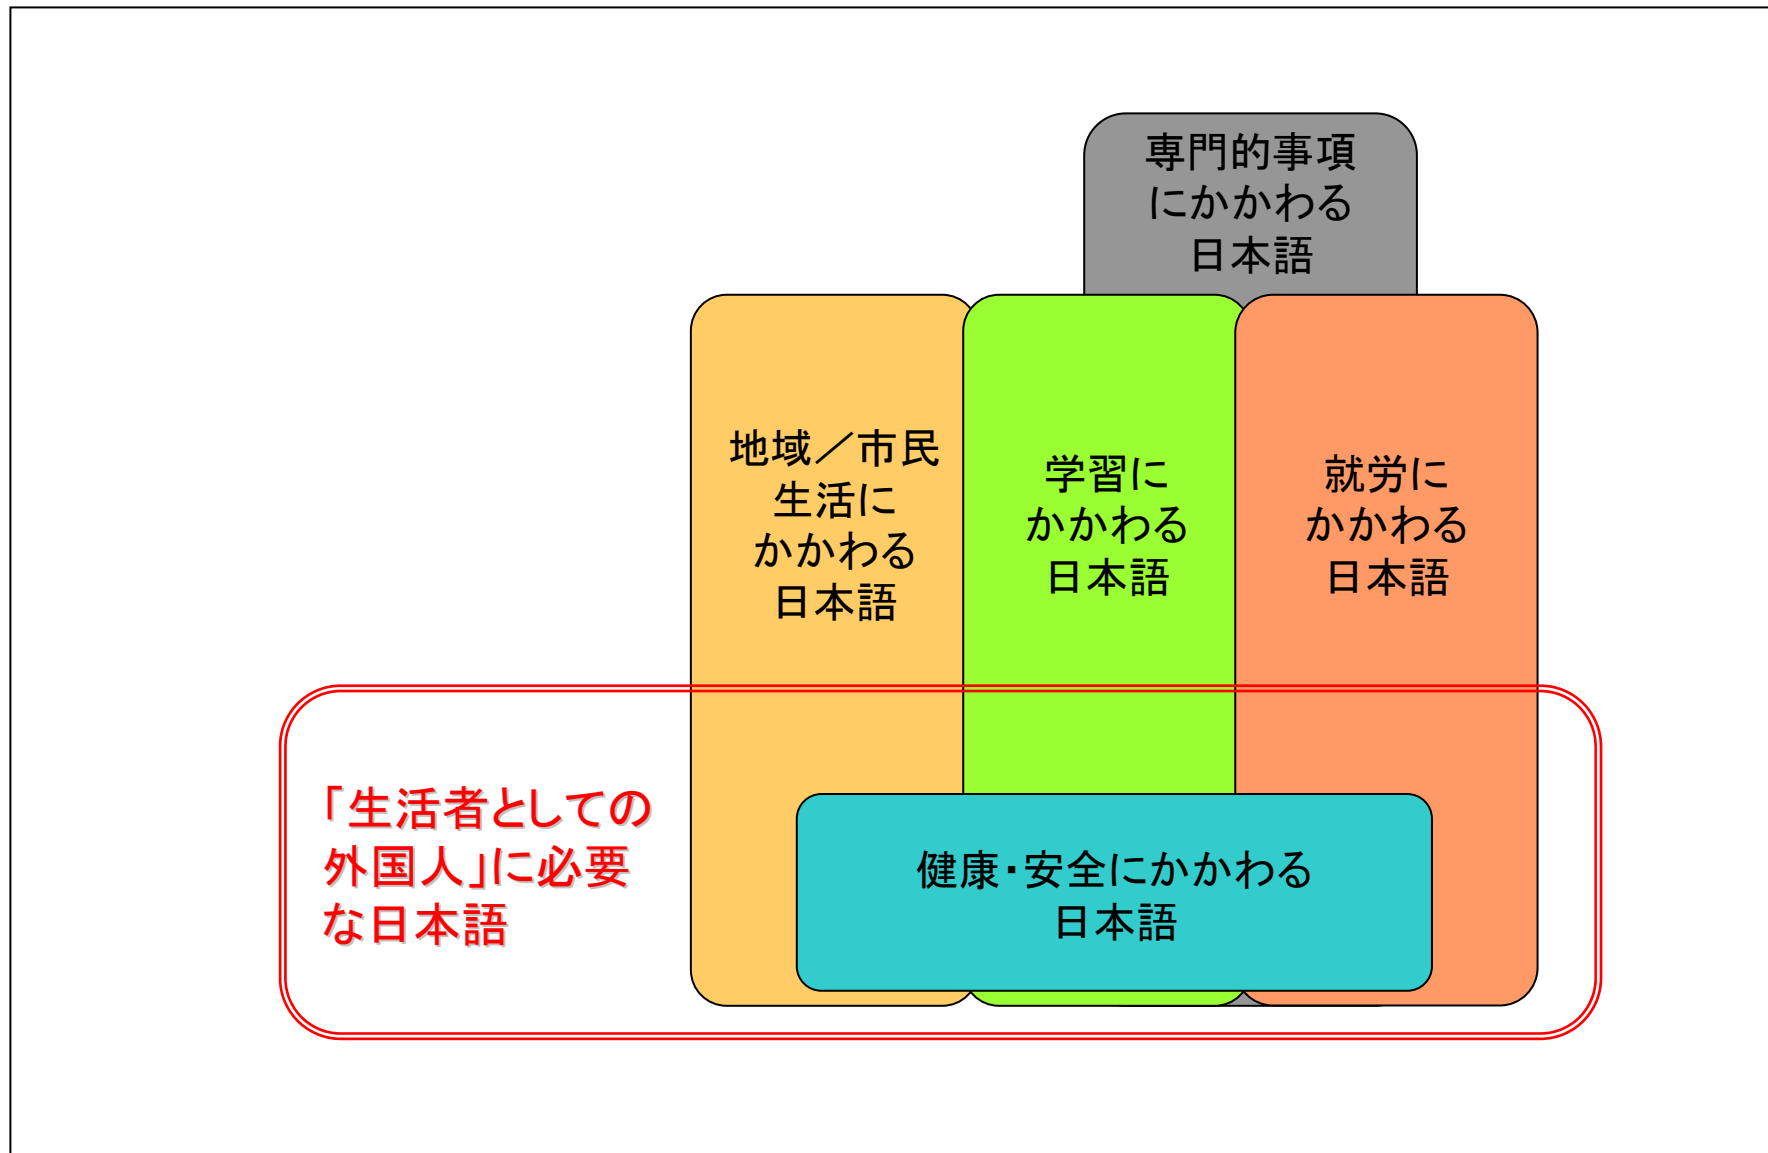 専門的事項
にかかわる
日本語
地域／市民
生活に
かかわる
日本語
学習に
かかわる
日本語
就労に
かかわる
日本語
「生活者としての
外国人」に必要
な日本語
健康・安全にかかわる
日本語